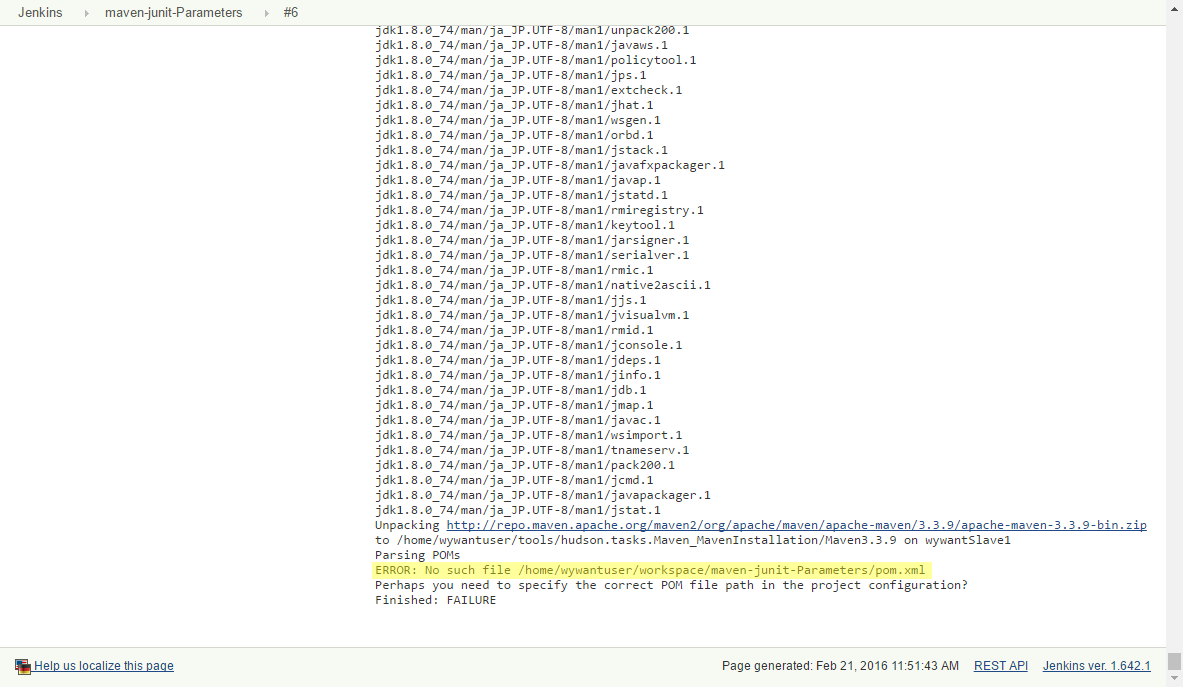 Jenkins maven-junit-Parameters #6
jdk1.8.0_74/man/ja_JP.UTF-8/man1/unpack200.1
jdk1.8.0_74/man/ja_JP.UTF-8/man1/javaws.1
jdk1.8.0_74/man/ja_JP.UTF-8/man1/policytool.1
jdk1.8.0_74/man/ja_JP.UTF-8/man1/jps.1
jdk1.8.0_74/man/ja_JP.UTF-8/man1/extcheck.1
jdk1.8.0_74/man/ja_JP.UTF-8/man1/jhat.1
jdk1.8.0_74/man/ja_JP.UTF-8/man1/wsgen.1
jdk1.8.0_74/man/ja_JP.UTF-8/man1/orbd.1
jdk1.8.0_74/man/ja_JP.UTF-8/man1/jstack.1
jdk1.8.0_74/man/ja_JP.UTF-8/man1/javafxpackager.1
jdk1.8.0_74/man/ja_JP.UTF-8/man1/javap.1
jdk1.8.0_74/man/ja_JP.UTF-8/man1/jstatd.1
jdk1.8.0_74/man/ja_JP.UTF-8/man1/rmiregistry.1
jdk1.8.0_74/man/ja_JP.UTF-8/man1/keytool.1
jdk1.8.0_74/man/ja_JP.UTF-8/man1/jarsigner.1
jdk1.8.0_74/man/ja_JP.UTF-8/man1/serialver.1
jdk1.8.0_74/man/ja_JP.UTF-8/man1/rmic.1
jdk1.8.0_74/man/ja_JP.UTF-8/man1/native2ascii.1
jdk1.8.0_74/man/ja_JP.UTF-8/man1/jjs.1
jdk1.8.0_74/man/ja_JP.UTF-8/man1/jvisualvm.1
jdk1.8.0_74/man/ja_JP.UTF-8/man1/rmid.1
jdk1.8.0_74/man/ja_JP.UTF-8/man1/jconsole.1
jdk1.8.0_74/man/ja_JP.UTF-8/man1/jdeps.1
jdk1.8.0_74/man/ja_JP.UTF-8/man1/jinfo.1
jdk1.8.0_74/man/ja_JP.UTF-8/man1/jdb.1
jdk1.8.0_74/man/ja_JP.UTF-8/man1/jmap.1
jdk1.8.0_74/man/ja_JP.UTF-8/man1/javac.1
jdk1.8.0_74/man/ja_JP.UTF-8/man1/wsimport.1
jdk1.8.0_74/man/ja_JP.UTF-8/man1/tnameserv.1
jdk1.8.0_74/man/ja_JP.UTF-8/man1/pack200.1
jdk1.8.0_74/man/ja_JP.UTF-8/man1/jcmd.1
jdk1.8.0_74/man/ja_JP.UTF-8/man1/javapackager.1
jdk1.8.0_74/man/ja_JP.UTF-8/man1/jstat.1
Unpacking http://repo.maven.apache.org/maven2/org/apache/maven/apache-maven/3.3.9/apache-maven-3.3.9-bin.zip
to /home/wywantuser/tools/hudson.tasks.Maven_MavenInstallation/Maven3.3.9 on wywantSlave1
Parsing POMs
ERROR: No such file /home/wywantuser/workspace/maven-junit-Parameters/pom.xml
Perhaps you need to specify the correct POM file path in the project configuration?
Finished: FAILURE
Help us localize this page Page generated: Feb 21, 2016 11:51:43 AM REST API Jenkins ver. 1.642.1